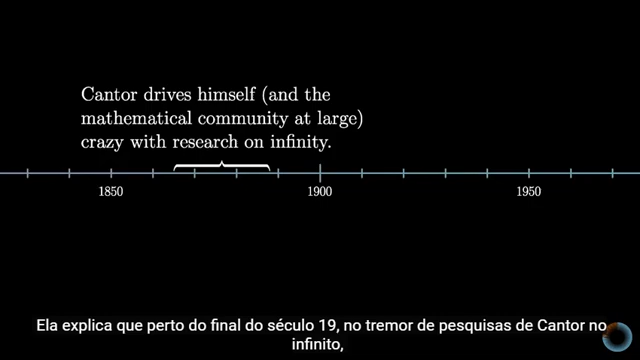 Cantor drives himself (and the
mathematical community at large)
crazy with research on infinity.
1850
1900
1950
Ela explica que perto do final do século 19, no tremor de pesquisas de Cantor no
infinito,